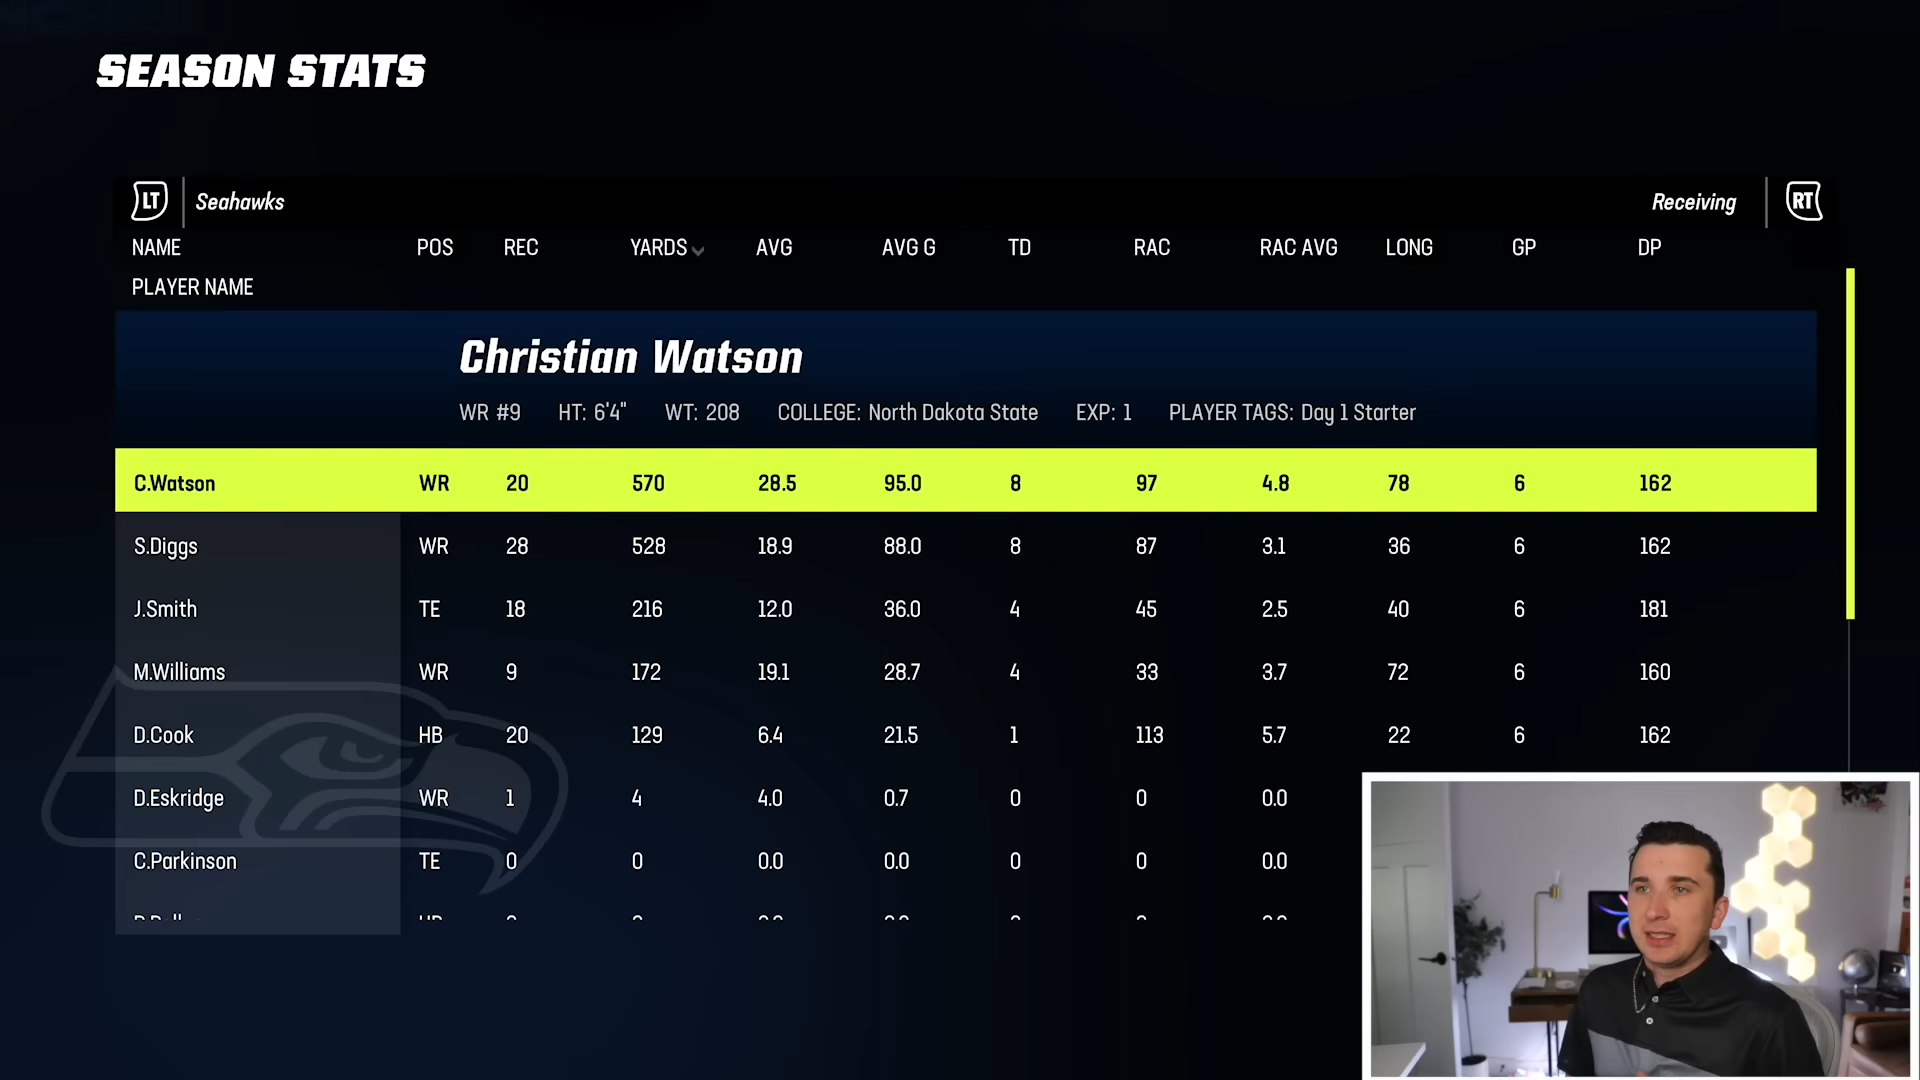 SEASON STATS
LT Seahawks Receiving RT
NAME POS REC YARDS AVG AVG G TD RAC RAC AVG LONG GP DP
PLAYER NAME
Christian Watson
WR #9 HT: 6'4" WT: 208 COLLEGE: North Dakota State EXP: 1 PLAYER TAGS: Day 1 Starter
C.Watson WR 20 570 28.5 95.0 8 97 4.8 78 6 162
S.Diggs WR 28 528 18.9 88.0 8 87 3.1 36 6 162
J.Smith TE 18 216 12.0 36.0 4 45 2.5 40 6 181
M.Williams WR 9 172 19.1 28.7 4 33 3.7 72 6 160
D.Cook HB 20 129 6.4 21.5 1 113 5.7 22 6 162
D.Eskridge WR 1 4 4.0 0.7 0 0 0.0
C.Parkinson TE 0 0 0.0 0.0 0 0 0.0